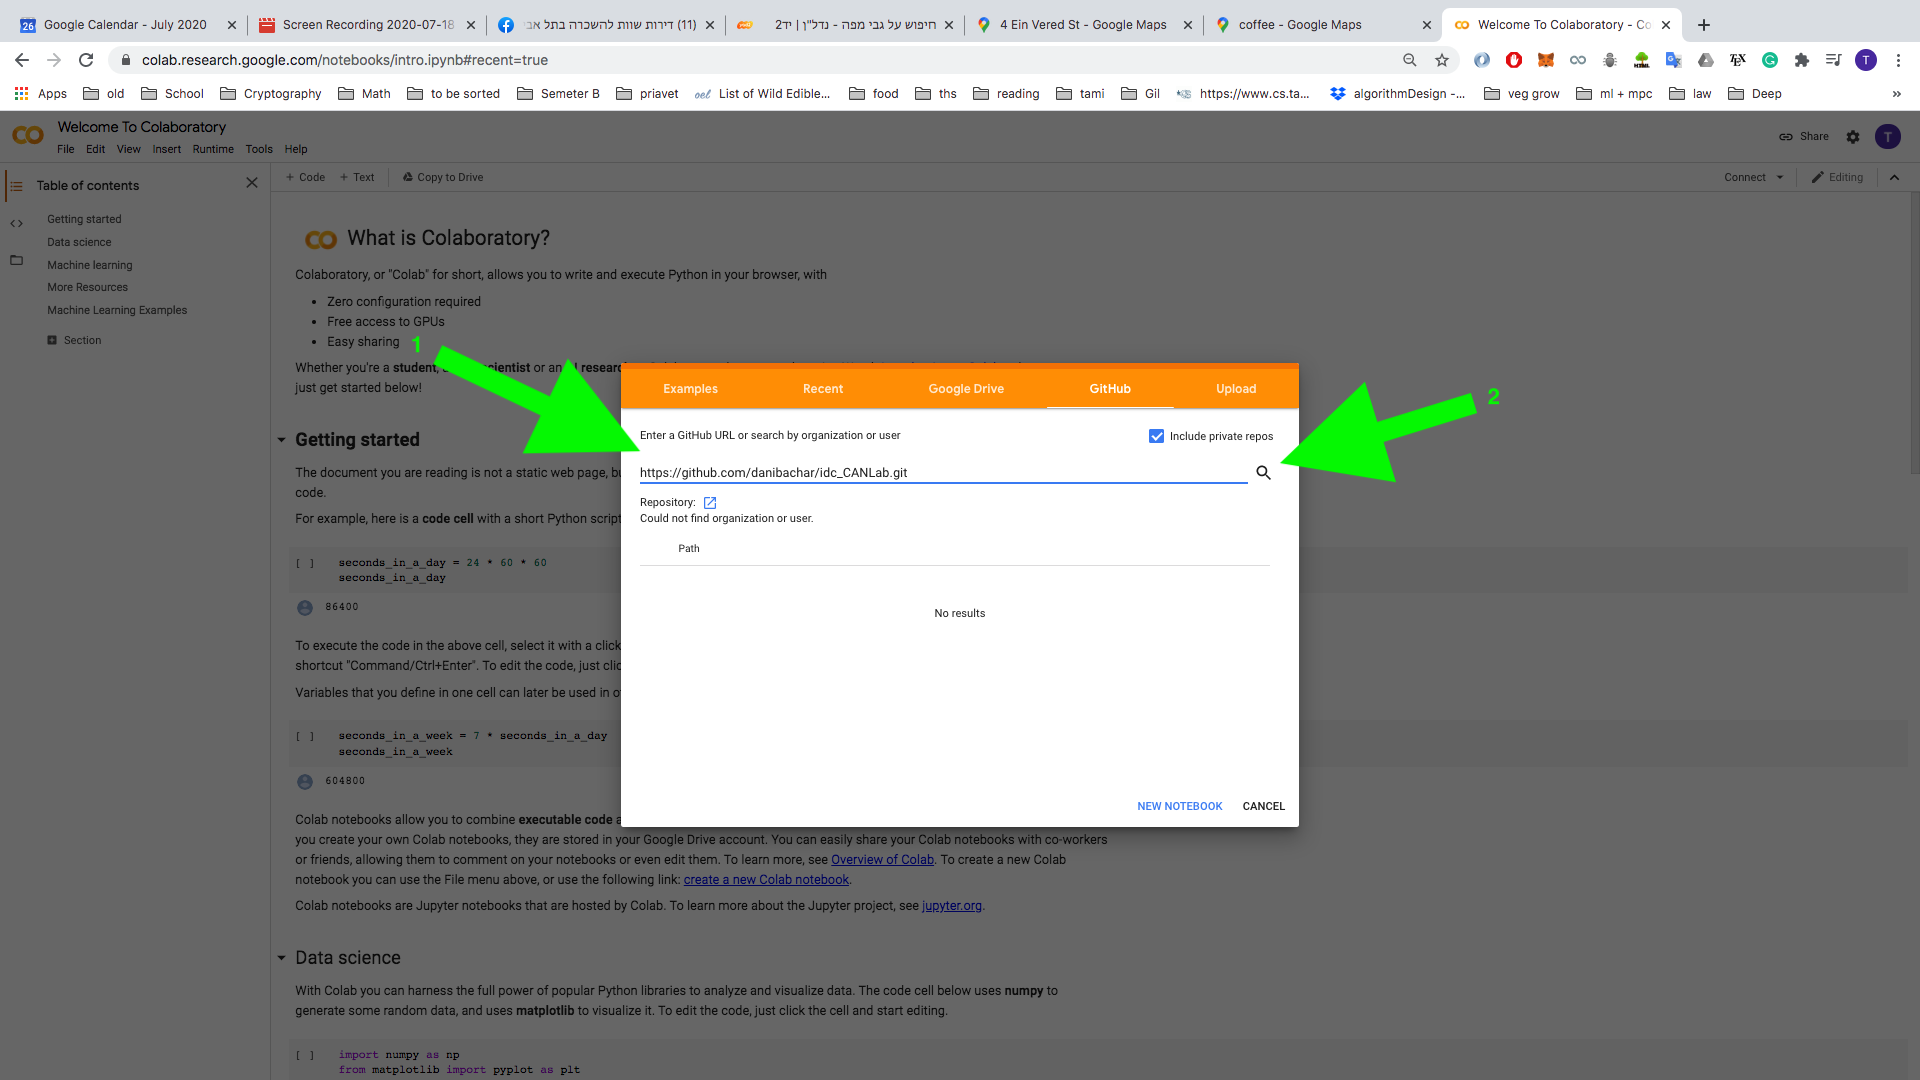 Google Calendar - July 2020
Screen Recording 2020-07-18
(11) דירות שוות להשכרה בתל אבי
חיפוש על גבי מפה - נדל"ן | יד2
4 Ein Vered St - Google Maps
coffee - Google Maps
Welcome To Colaboratory - Co
colab.research.google.com/notebooks/intro.ipynb#recent=true
T
Apps
old
School
Cryptography
Math
to be sorted
Semeter B
priavet
oel
List of Wild Edible...
food
ths
reading
tami
Gil
https://www.cs.ta...
algorithmDesign -...
veg grow
ml + mpc
law
Deep
»
Welcome To Colaboratory
Share
T
File
Edit
View
Insert
Runtime
Tools
Help
Table of contents
+ Code
+ Text
Copy to Drive
Connect
Editing
Getting started
Data science
Machine learning
More Resources
Machine Learning Examples
Section
What is Colaboratory?
Colaboratory, or "Colab" for short, allows you to write and execute Python in your browser, with
• Zero configuration required
• Free access to GPUs
• Easy sharing
1
Whether you're a student,
scientist or an
research
just get started below!
Examples
Recent
Google Drive
GitHub
Upload
2
Enter a GitHub URL or search by organization or user
Include private repos
https://github.com/danibachar/idc_CANLab.git
Repository:
Could not find organization or user.
Path
No results
NEW NOTEBOOK
CANCEL
Getting started
The document you are reading is not a static web page,
code.
For example, here is a code cell with a short Python script
[ ] seconds_in_a_day = 24 * 60 * 60
seconds_in_a_day
86400
To execute the code in the above cell, select it with a click
shortcut "Command/Ctrl+Enter". To edit the code, just
Variables that you define in one cell can later be used in
[ ] seconds_in_a_week = 7 * seconds_in_a_day
seconds_in_a_week
604800
Colab notebooks allow you to combine executable code
you create your own Colab notebooks, they are stored in your Google Drive account. You can easily share your Colab notebooks with co-workers
or friends, allowing them to comment on your notebooks or even edit them. To learn more, see Overview of Colab. To create a new Colab
notebook you can use the File menu above, or use the following link: create a new Colab notebook.
Colab notebooks are Jupyter notebooks that are hosted by Colab. To learn more about the Jupyter project, see jupyter.org.
Data science
With Colab you can harness the full power of popular Python libraries to analyze and visualize data. The code cell below uses numpy to
generate some random data, and uses matplotlib to visualize it. To edit the code, just click the cell and start editing.
[ ] import numpy as np
from matplotlib import pyplot as plt